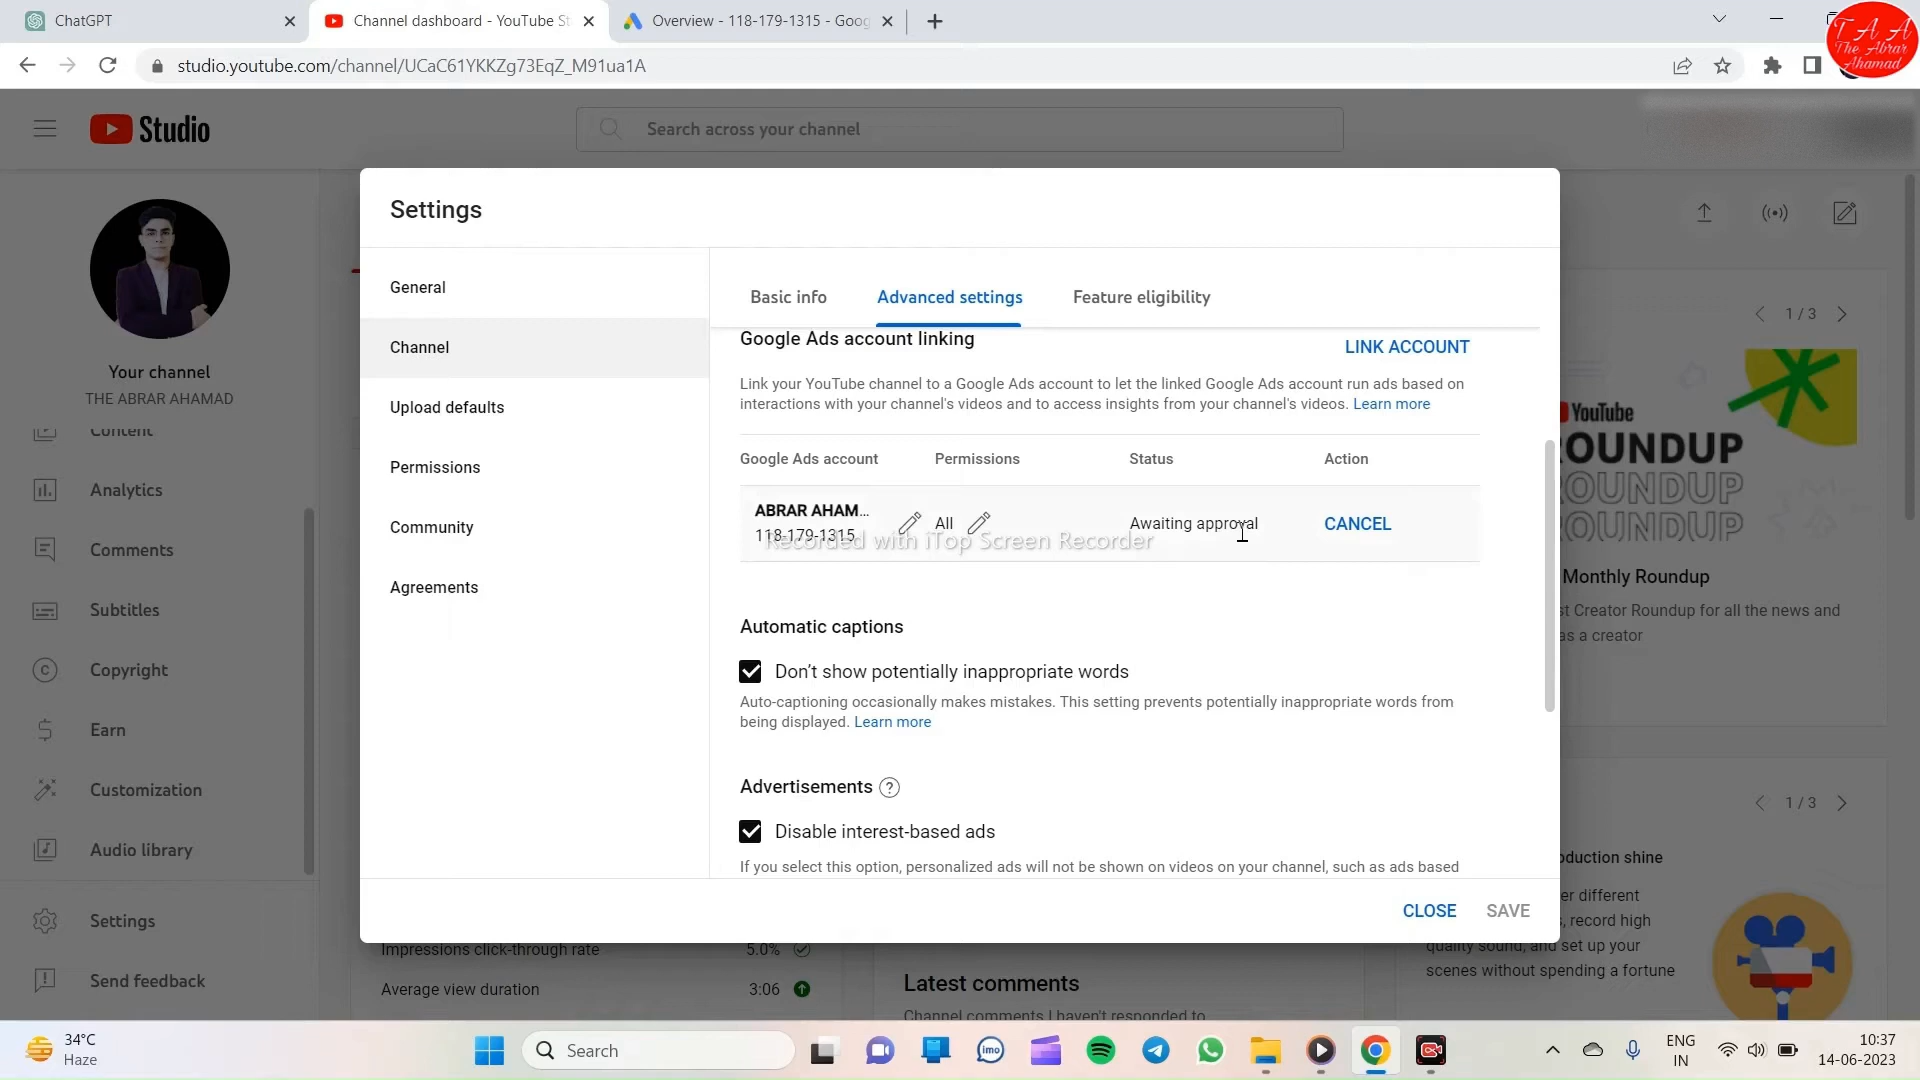 ChatGPT
Channel dashboard - YouTube St
Overview - 118-179-1315 - Goog
T A A
The Abrar
Ahamad
studio.youtube.com/channel/UCaC61YKKZg73EqZ_M91ua1A
Studio
Search across your channel
Settings
General
Channel
Upload defaults
Permissions
Community
Agreements
Basic info
Advanced settings
Feature eligibility
Google Ads account linking
LINK ACCOUNT
Link your YouTube channel to a Google Ads account to let the linked Google Ads account run ads based on
interactions with your channel's videos and to access insights from your channel's videos. Learn more
Google Ads account
Permissions
Status
Action
ABRAR AHAM...
118-179-1315
All
Awaiting approval
CANCEL
Recorded with iTop Screen Recorder
Automatic captions
Don't show potentially inappropriate words
Auto-captioning occasionally makes mistakes. This setting prevents potentially inappropriate words from
being displayed. Learn more
Advertisements ?
Disable interest-based ads
If you select this option, personalized ads will not be shown on videos on your channel, such as ads based
CLOSE
SAVE
Your channel
THE ABRAR AHAMAD
Content
Analytics
Comments
Subtitles
Copyright
Earn
Customization
Audio library
Settings
Send feedback
Impressions click-through rate
5.0%
Average view duration
3:06
Latest comments
Channel comments I haven't responded to
1 / 3
YouTube
ROUNDUP
ROUNDUP
ROUNDUP
Monthly Roundup
st Creator Roundup for all the news and
as a creator
1 / 3
oduction shine
er different
, record high
quality sound, and set up your
scenes without spending a fortune
34°C
Haze
Search
imo
ENG
IN
10:37
14-06-2023